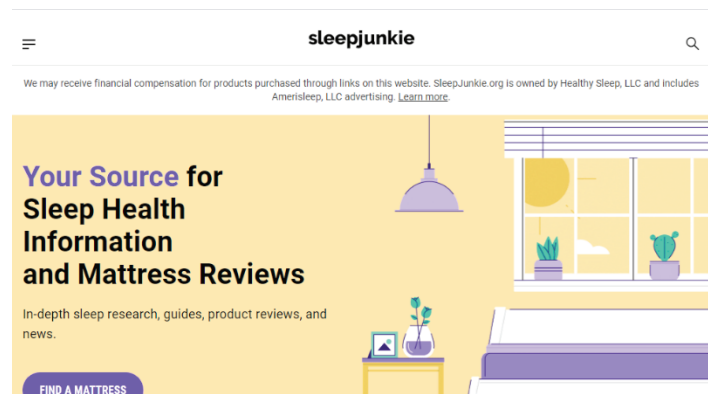 sleepjunkie
We may receive financial compensation for products purchased through links on this website. SleepJunkie.org is owned by Healthy Sleep, LLC and includes
Amerisleep, LLC advertising. Learn more.
Your Source for
Sleep Health
Information
and Mattress Reviews
In-depth sleep research, guides, product reviews, and
news.
FIND A MATTRESS